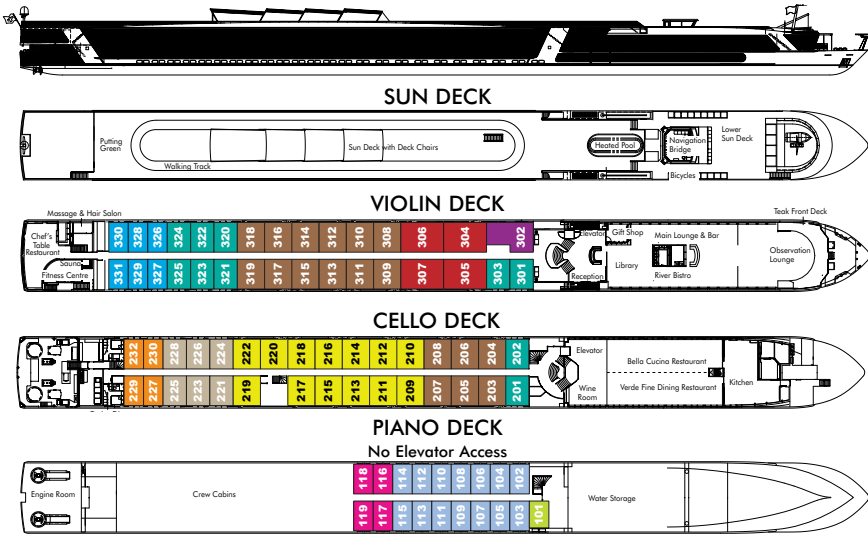 SUN DECK
Putting
Green
Sun Deck with Deck Chairs
Walking Track
Heated Pool
Navigation
Bridge
Lower
Sun Deck
Bicycles
VIOLIN DECK
Massage & Hair Salon
Teak Front Deck
Chef's
Table
Restaurant
Sauna
Fitness Centre
330 328 326 324 322 320 318 316 314 312 310 308 306 304 302
331 329 327 325 323 321 319 317 315 313 311 309 307 305 303 301
Elevator
Reception
Gift Shop
Library
Main Lounge & Bar
River Bistro
Observation
Lounge
CELLO DECK
232 230 228 226 224 222 220 218 216 214 212 210 208 206 204 202
229 227 225 223 221 219 217 215 213 211 209 207 205 203 201
Elevator
Wine
Room
Bella Cucina Restaurant
Verde Fine Dining Restaurant
Kitchen
PIANO DECK
No Elevator Access
Engine Room
Crew Cabins
118 116 114 112 110 108 106 104 102
119 117 115 113 111 109 107 105 103 101
Water Storage